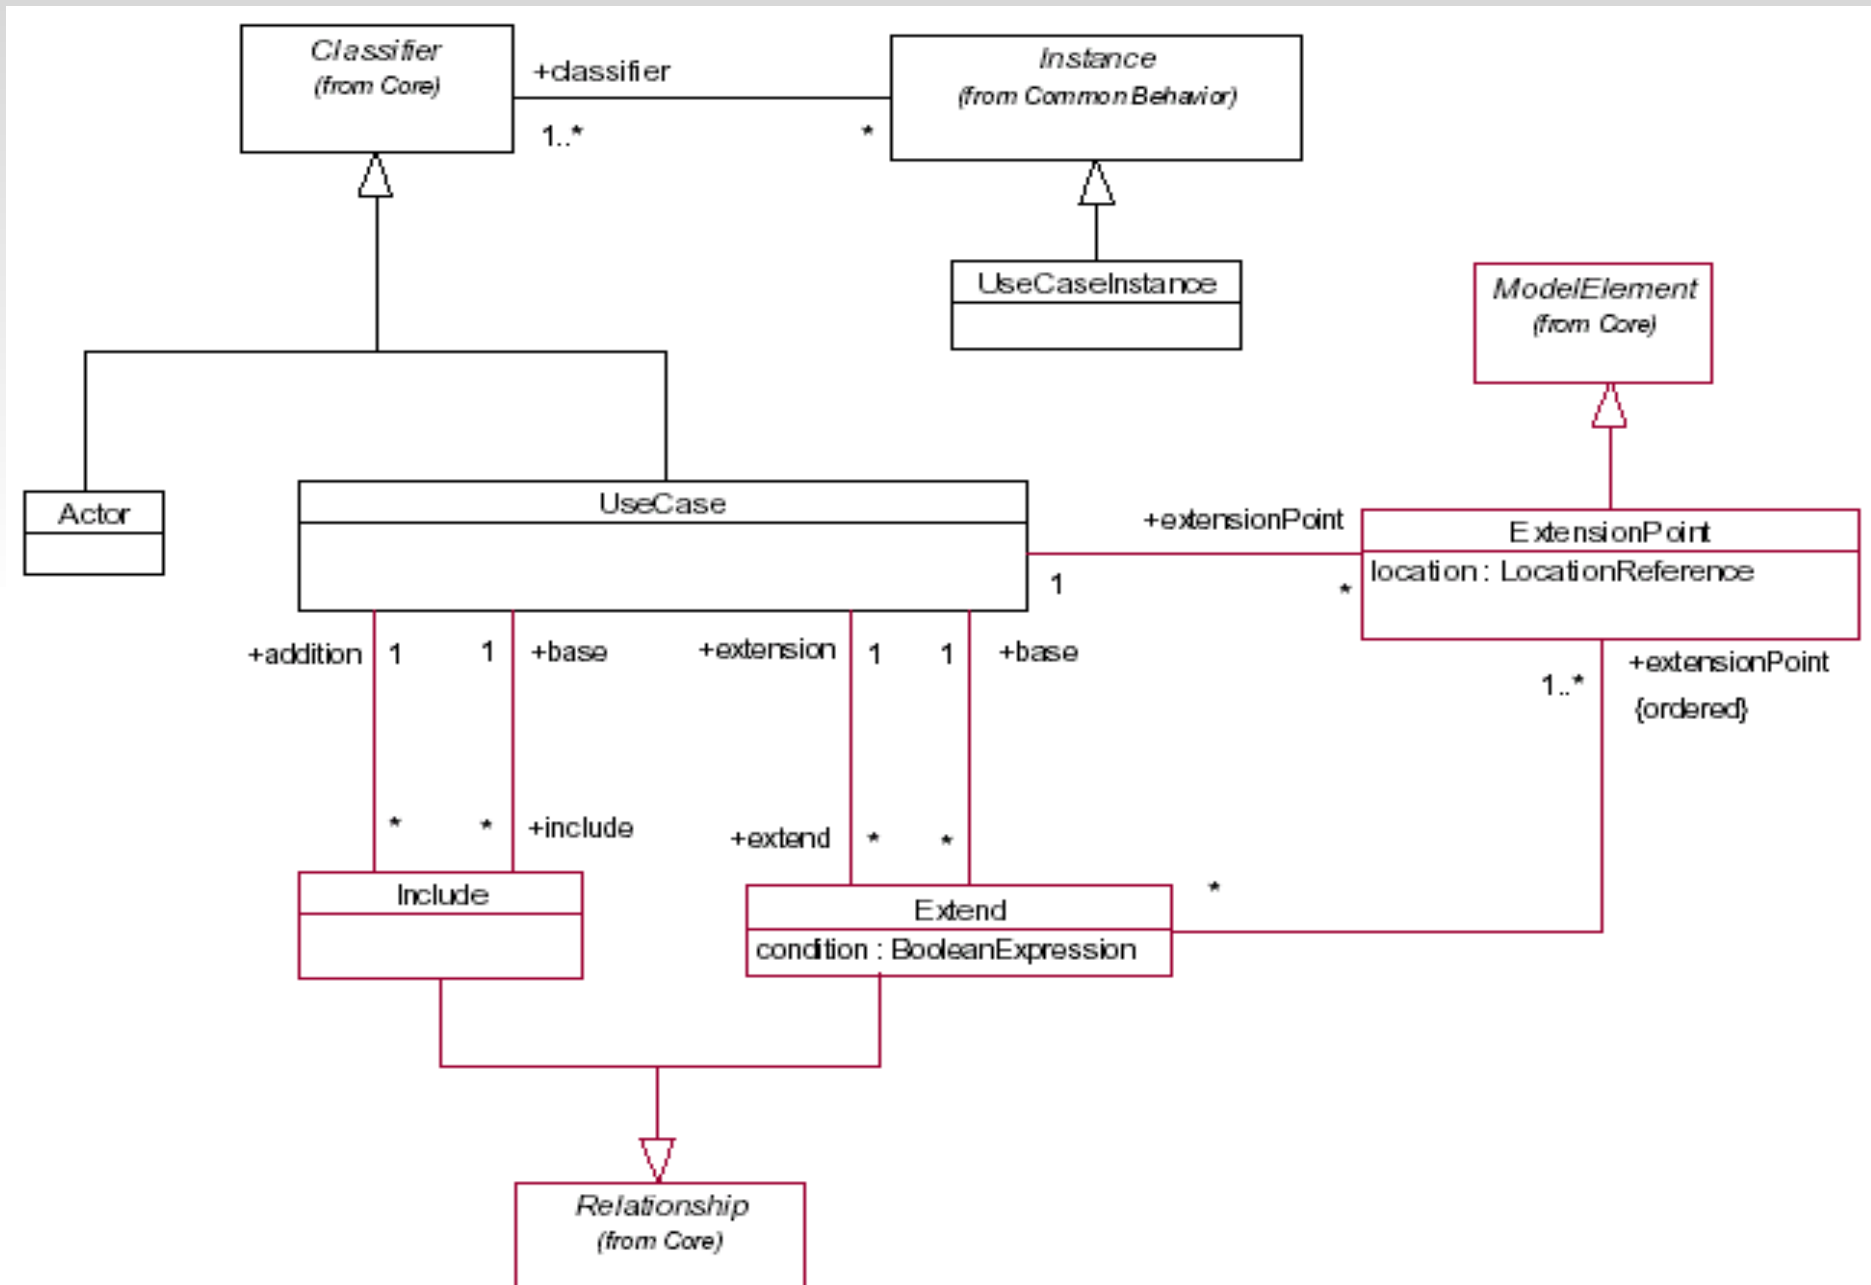 Classifier
(from Core)
+classifier
1..*
*
Instance
(from Common Behavior)
UseCaseInstance
ModelElement
(from Core)
Actor
UseCase
+extensionPoint
1
*
ExtensionPoint
location : LocationReference
+addition
1
1
+base
+extension
1
1
+base
+extensionPoint
1..*
{ordered}
*
*
+include
+extend
*
*
*
Include
Extend
condition : BooleanExpression
Relationship
(from Core)